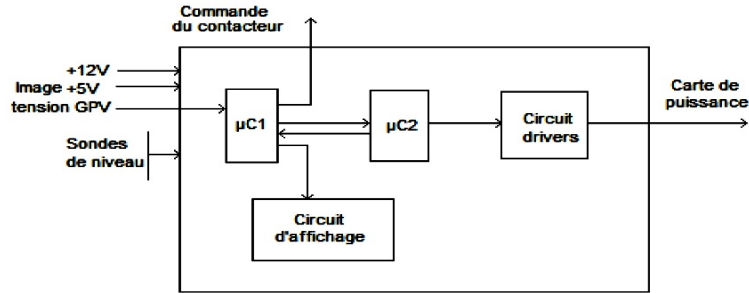 Commande
du contacteur
+12V
Image +5V
tension GPV
Sondes
de niveau
µC1
µC2
Circuit
drivers
Carte de
puissance
Circuit
d'affichage